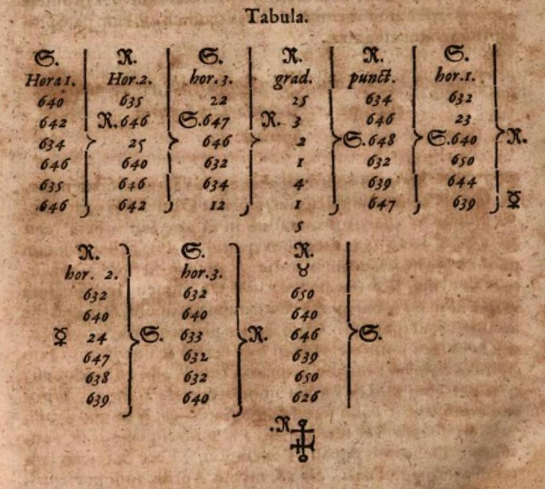 Tabula.
S. R. S. R. R. S.
Hora 1. Hor. 2. hor. 3. grad. punct. hor. 1.
640 635 22 25 634 632
642 R. 646 S. 647 R. 3 646 23
634 25 646 2 S. 648 S. 640 R.
646 640 632 1 632 650
635 646 634 4 639 644
646 642 12 1 647 639 ☿
5
R. S. R.
hor. 2. hor. 3. ♉
632 632 650
640 640 640
☿ 24 S. 633 R. 646 S.
647 632 639
638 632 650
639 640 626
.R.